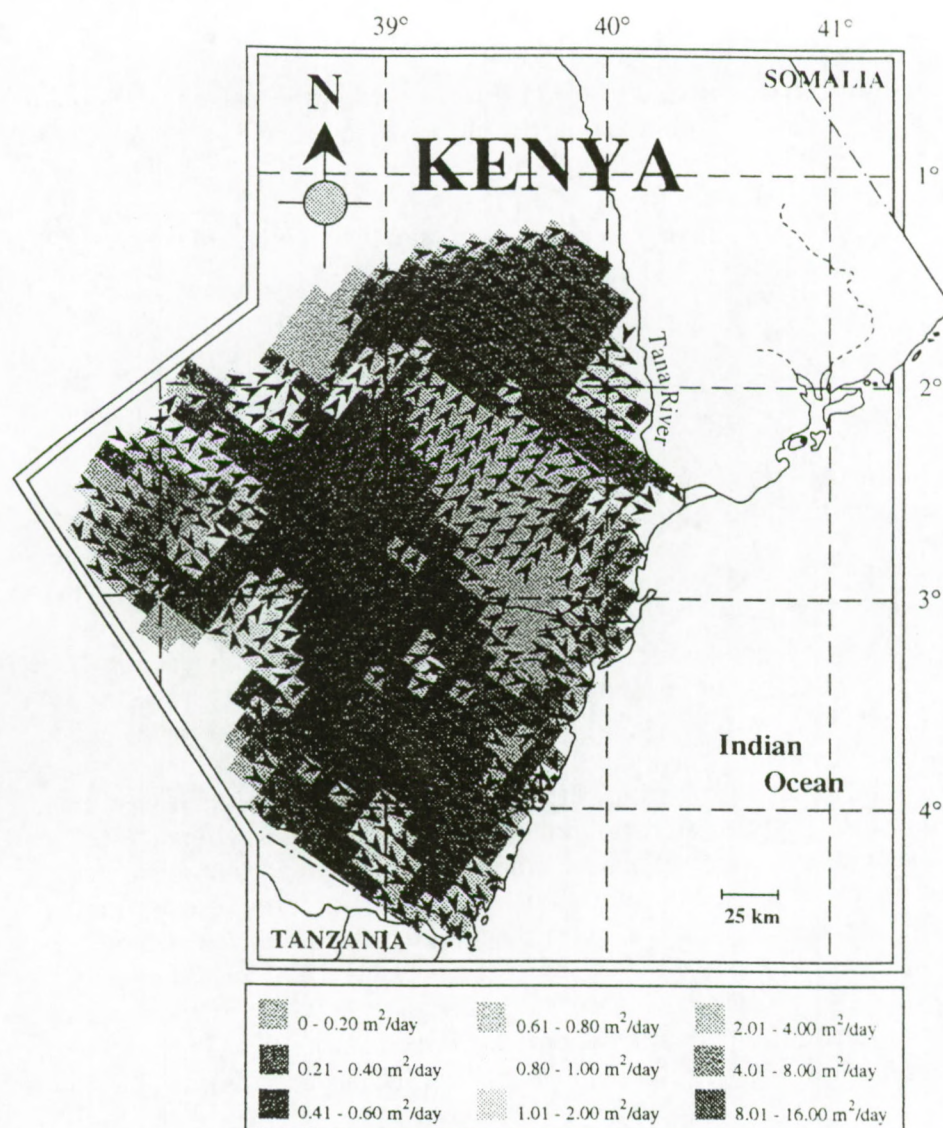 39° 40° 41°
SOMALIA
N
KENYA
1°
Tana River
2°
3°
Indian
Ocean
4°
25 km
TANZANIA
0 - 0.20 m²/day 0.61 - 0.80 m²/day 2.01 - 4.00 m²/day
0.21 - 0.40 m²/day 0.80 - 1.00 m²/day 4.01 - 8.00 m²/day
0.41 - 0.60 m²/day 1.01 - 2.00 m²/day 8.01 - 16.00 m²/day